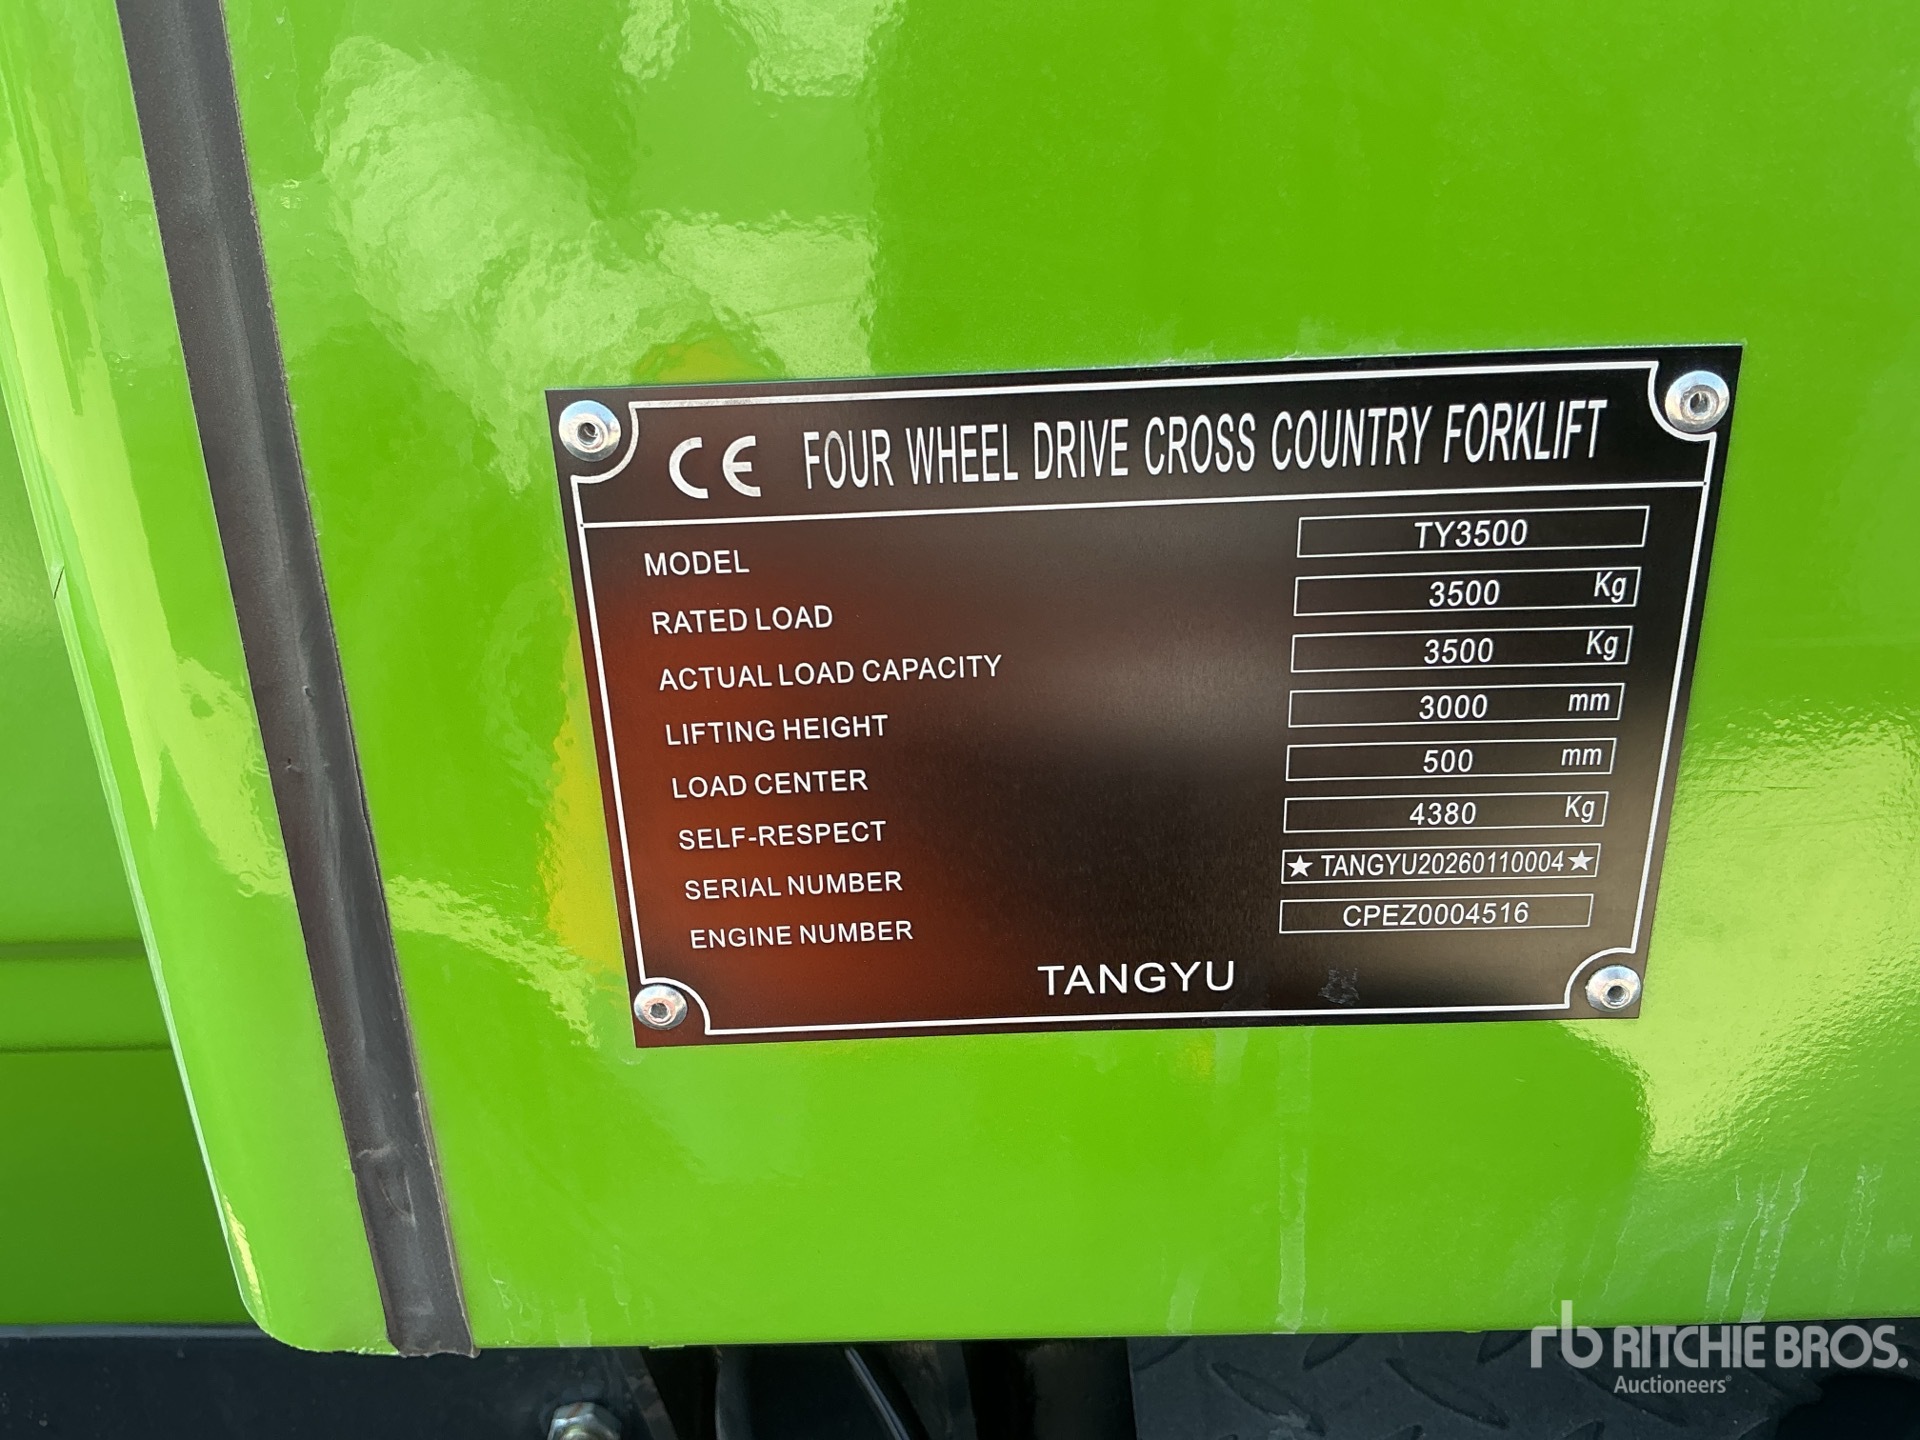 CE FOUR WHEEL DRIVE CROSS COUNTRY FORKLIFT
MODEL TY3500
RATED LOAD 3500 Kg
ACTUAL LOAD CAPACITY 3500 Kg
LIFTING HEIGHT 3000 mm
LOAD CENTER 500 mm
SELF-RESPECT 4380 Kg
SERIAL NUMBER ★ TANGYU20260110004 ★
ENGINE NUMBER CPEZ0004516
TANGYU
rb RITCHIE BROS.
Auctioneers